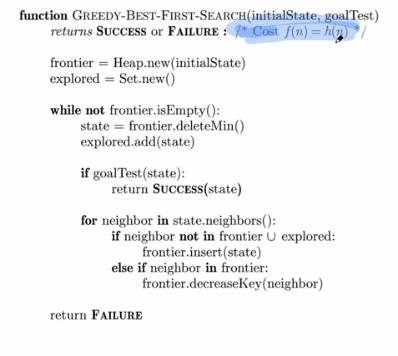 function GREEDY-BEST-FIRST-SEARCH(initialState, goalTest)
returns SUCCESS or FAILURE : /* Cost f(n) = h(n) */
frontier = Heap.new(initialState)
explored = Set.new()
while not frontier.isEmpty():
state = frontier.deleteMin()
explored.add(state)
if goalTest(state):
return SUCCESS(state)
for neighbor in state.neighbors():
if neighbor not in frontier ∪ explored:
frontier.insert(state)
else if neighbor in frontier:
frontier.decreaseKey(neighbor)
return FAILURE